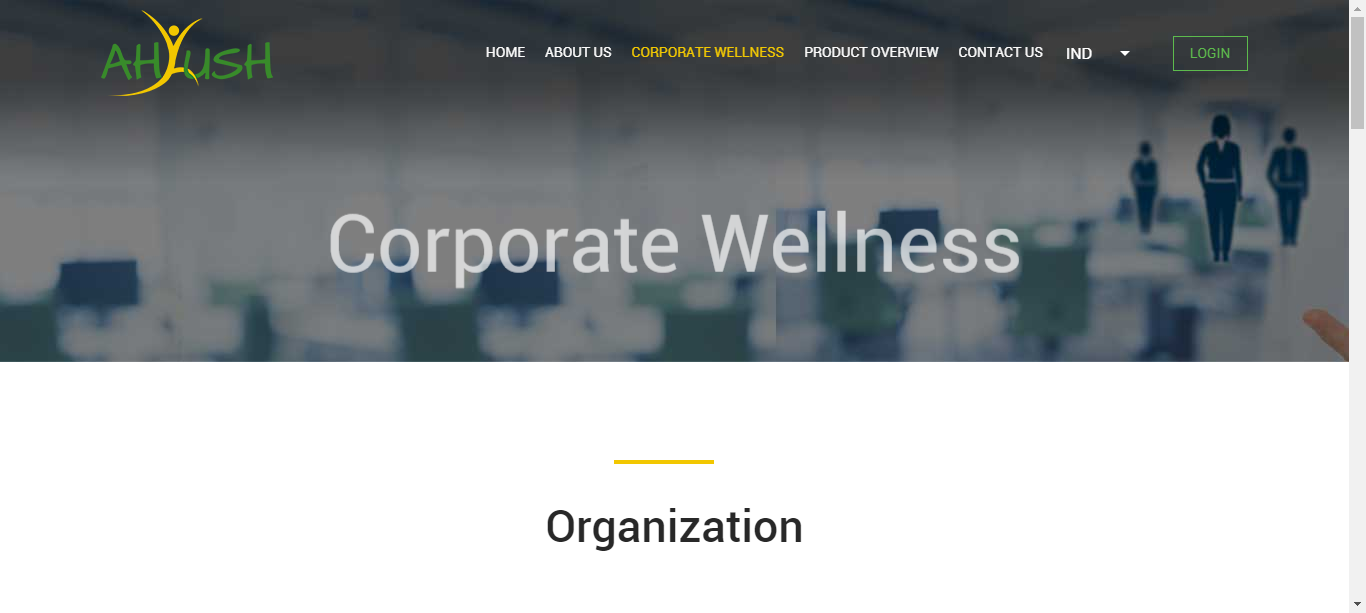 AHYUSH
HOME ABOUT US CORPORATE WELLNESS PRODUCT OVERVIEW CONTACT US IND LOGIN
Corporate Wellness
Organization